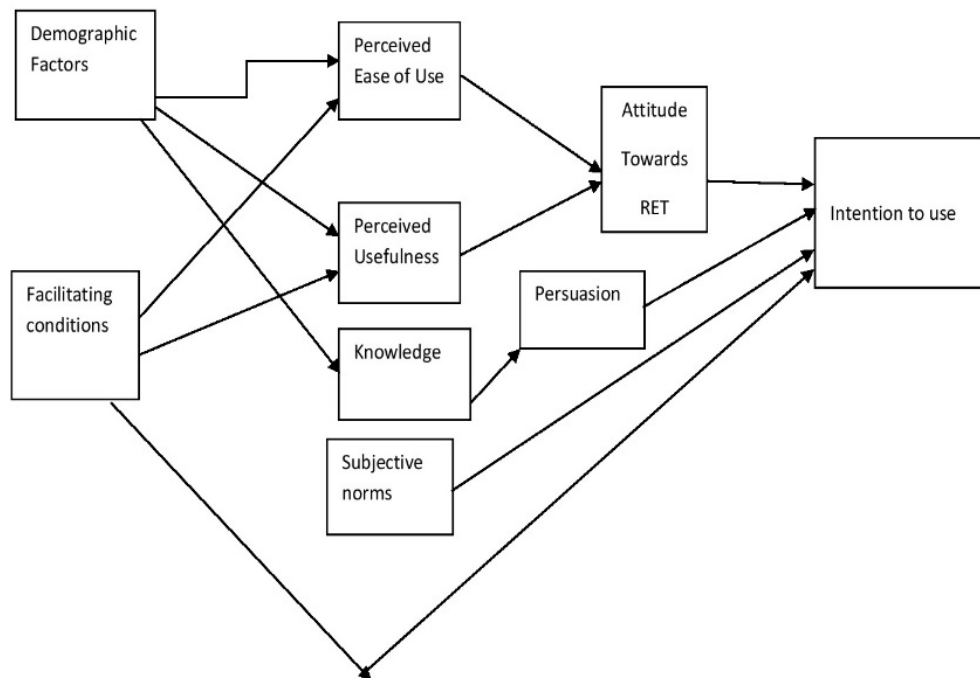 Demographic
Factors
Perceived
Ease of Use
Attitude
Towards
RET
Intention to use
Perceived
Usefulness
Facilitating
conditions
Persuasion
Knowledge
Subjective
norms